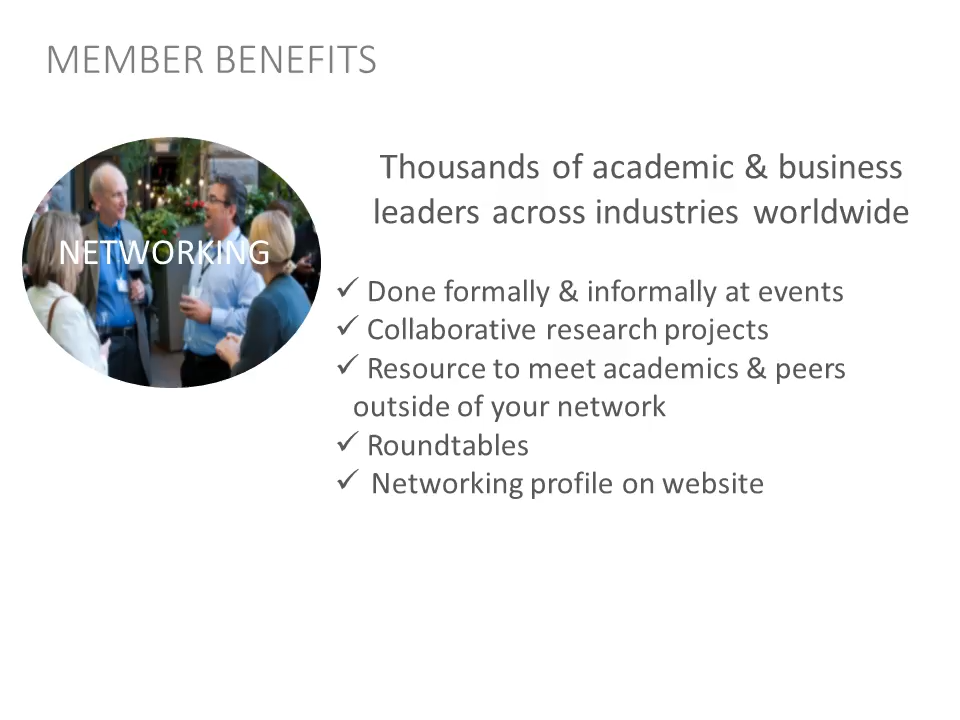 MEMBER BENEFITS
NETWORKING
Thousands of academic & business
leaders across industries worldwide
✓ Done formally & informally at events
✓ Collaborative research projects
✓ Resource to meet academics & peers
outside of your network
✓ Roundtables
✓ Networking profile on website